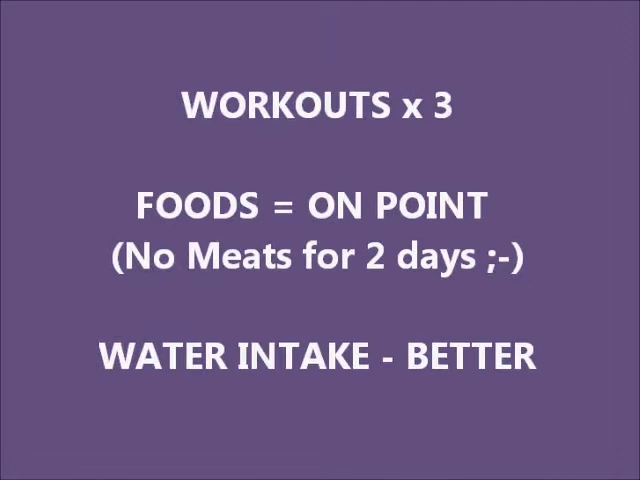 WORKOUTS x 3
FOODS = ON POINT
(No Meats for 2 days ;-)
WATER INTAKE - BETTER